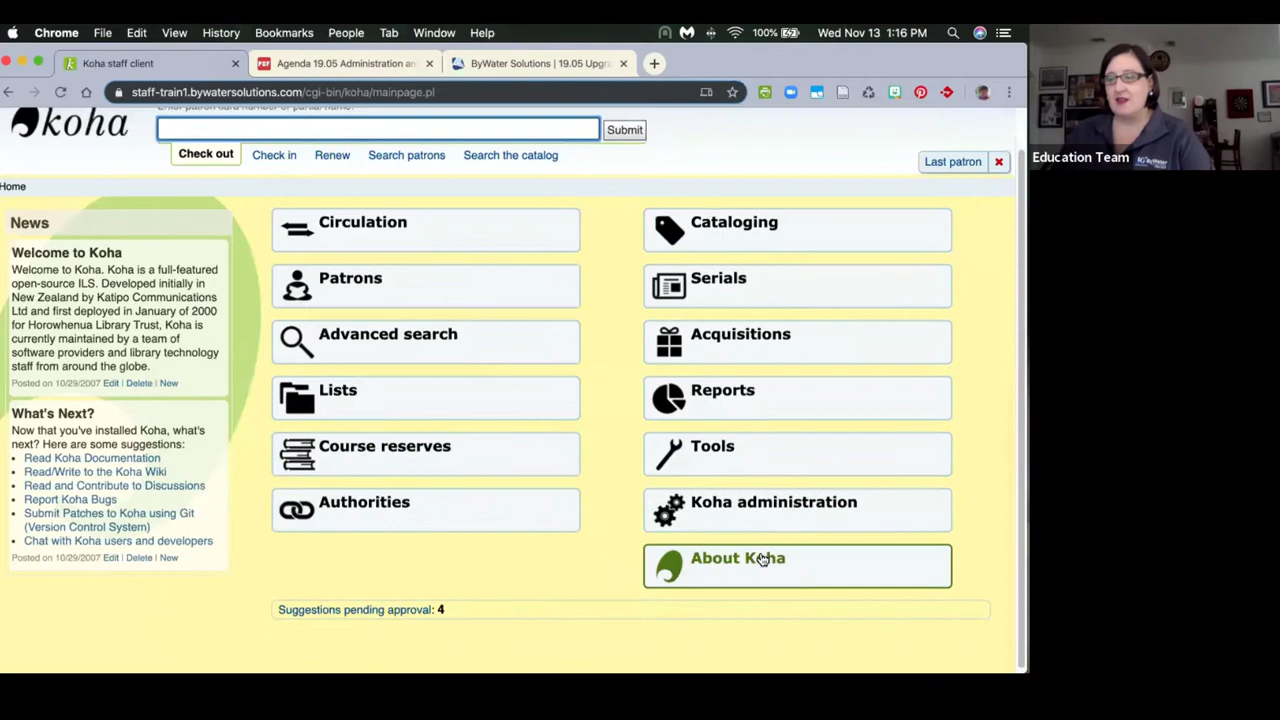 Chrome File Edit View History Bookmarks People Tab Window Help 100% Wed Nov 13 1:16 PM
Koha staff client Agenda 19.05 Administration an ByWater Solutions | 19.05 Upgr
staff-train1.bywatersolutions.com/cgi-bin/koha/mainpage.pl
koha
Submit
Check out Check in Renew Search patrons Search the catalog
Last patron
Home
News
Welcome to Koha
Welcome to Koha. Koha is a full-featured
open-source ILS. Developed initially in
New Zealand by Katipo Communications
Ltd and first deployed in January of 2000
for Horowhenua Library Trust, Koha is
currently maintained by a team of
software providers and library technology
staff from around the globe.
Posted on 10/29/2007 Edit | Delete | New
What's Next?
Now that you've installed Koha, what's
next? Here are some suggestions:
Read Koha Documentation
Read/Write to the Koha Wiki
Read and Contribute to Discussions
Report Koha Bugs
Submit Patches to Koha using Git
(Version Control System)
Chat with Koha users and developers
Posted on 10/29/2007 Edit | Delete | New
Circulation
Patrons
Advanced search
Lists
Course reserves
Authorities
Cataloging
Serials
Acquisitions
Reports
Tools
Koha administration
About Koha
Suggestions pending approval: 4
Education Team
ByWater